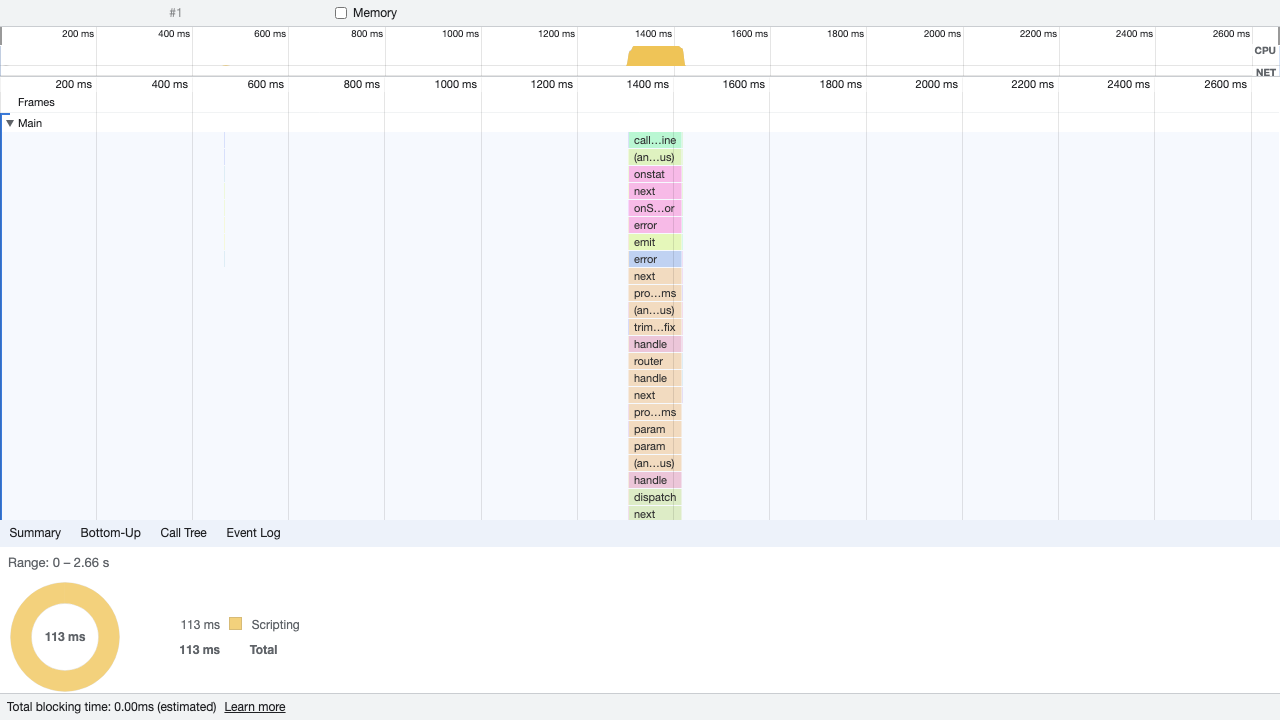 #1 Memory
200 ms 400 ms 600 ms 800 ms 1000 ms 1200 ms 1400 ms 1600 ms 1800 ms 2000 ms 2200 ms 2400 ms 2600 ms
CPU
NET
200 ms 400 ms 600 ms 800 ms 1000 ms 1200 ms 1400 ms 1600 ms 1800 ms 2000 ms 2200 ms 2400 ms 2600 ms
Frames
Main
call…ine
(an…us)
onstat
next
onS…or
error
emit
error
next
pro…ms
(an…us)
trim…fix
handle
router
handle
next
pro…ms
param
param
(an…us)
handle
dispatch
next
Summary Bottom-Up Call Tree Event Log
Range: 0 – 2.66 s
113 ms
113 ms Scripting
113 ms Total
Total blocking time: 0.00ms (estimated) Learn more